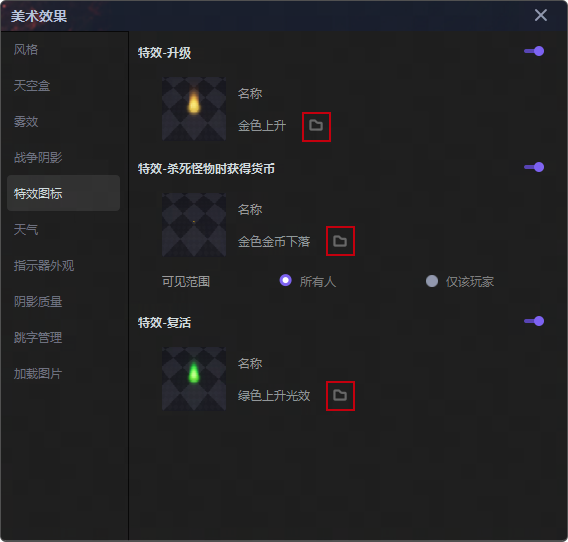 美术效果
风格
天空盒
雾效
战争阴影
特效图标
天气
指示器外观
阴影质量
跳字管理
加载图片
特效-升级
名称
金色上升
特效-杀死怪物时获得货币
名称
金色金币下落
可见范围
所有人
仅该玩家
特效-复活
名称
绿色上升光效